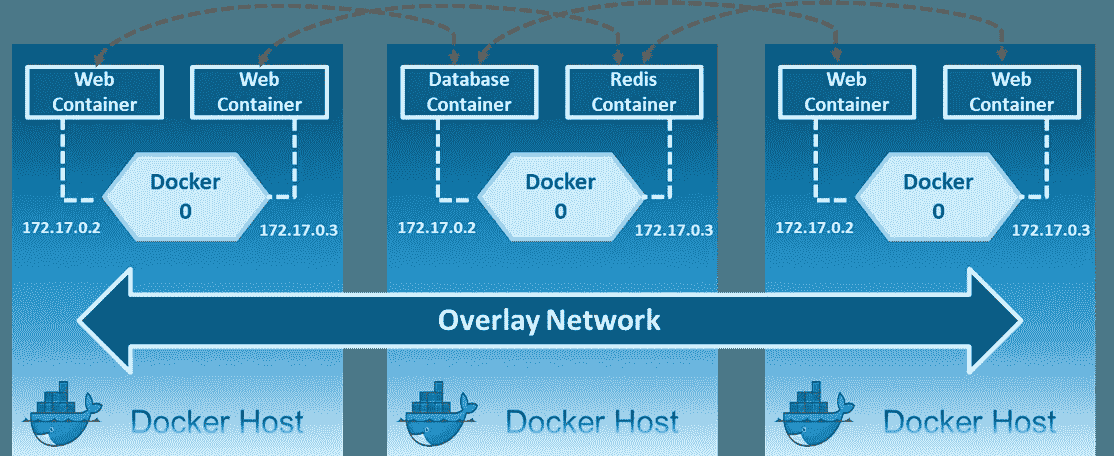 Web
Container
Web
Container
Database
Container
Redis
Container
Web
Container
Web
Container
Docker
0
Docker
0
Docker
0
172.17.0.2
172.17.0.3
172.17.0.2
172.17.0.3
172.17.0.2
172.17.0.3
Overlay Network
Docker Host
Docker Host
Docker Host